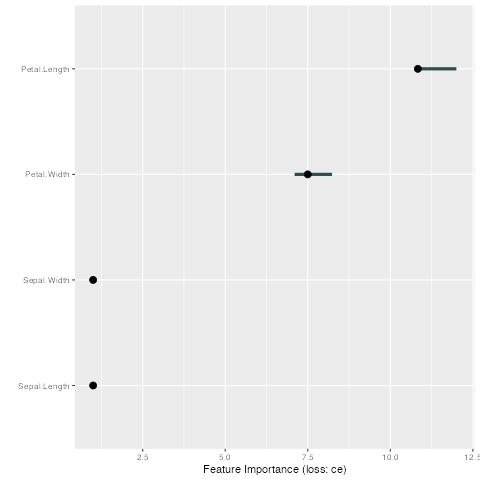 Petal.Length
Petal.Width
Sepal.Width
Sepal.Length
2.5 5.0 7.5 10.0 12.5
Feature Importance (loss: ce)